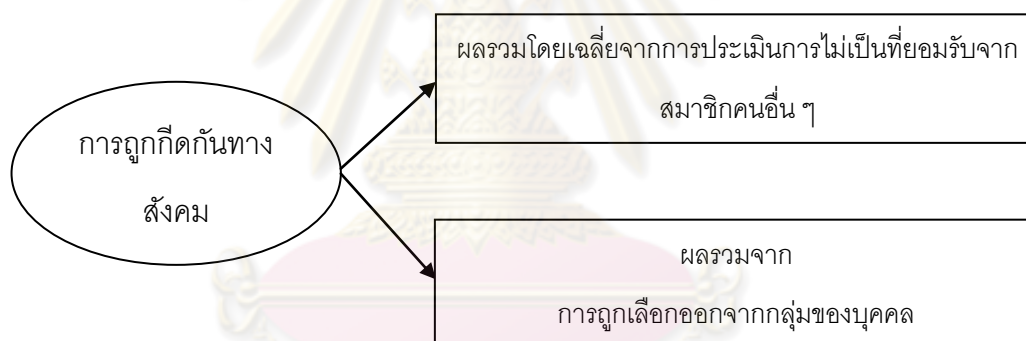 การถูกกีดกันทาง
สังคม
ผลรวมโดยเฉลี่ยจากการประเมินการไม่เป็นที่ยอมรับจาก
สมาชิกคนอื่น ๆ
ผลรวมจาก
การถูกเลือกออกจากกลุ่มของบุคคล